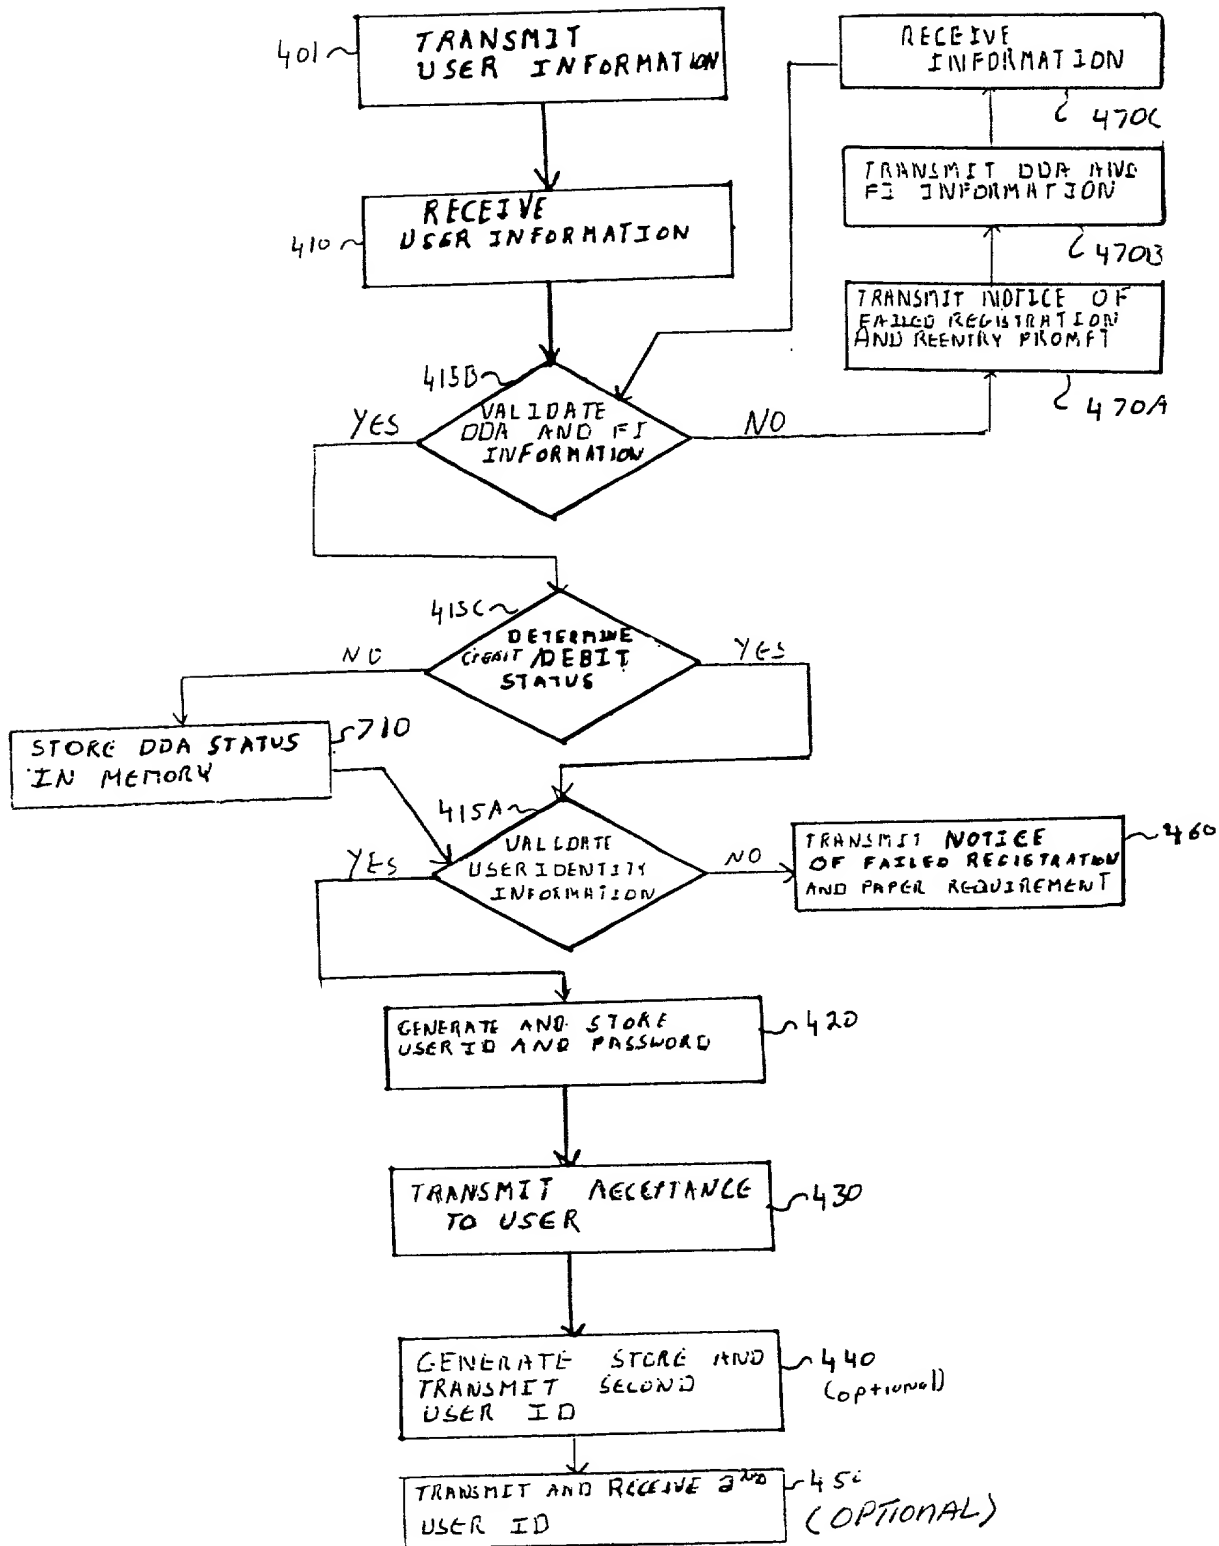 401
TRANSMIT
USER INFORMATION
RECEIVE
INFORMATION
470C
TRANSMIT DDA AND
FI INFORMATION
470B
410
RECEIVE
USER INFORMATION
TRANSMIT NOTICE OF
FAILED REGISTRATION
AND REENTRY PROMPT
470A
415B
VALIDATE
DDA AND FI
INFORMATION
YES
NO
415C
DETERMINE
CREDIT/DEBIT
STATUS
NO
YES
710
STORE DDA STATUS
IN MEMORY
415A
VALIDATE
USER IDENTITY
INFORMATION
YES
NO
TRANSMIT NOTICE
OF FAILED REGISTRATION
AND PAPER REQUIREMENT
460
GENERATE AND STORE
USER ID AND PASSWORD
420
TRANSMIT ACCEPTANCE
TO USER
430
GENERATE STORE AND
TRANSMIT SECOND
USER ID
440
(optional)
TRANSMIT AND RECEIVE 2ND
USER ID
(OPTIONAL)